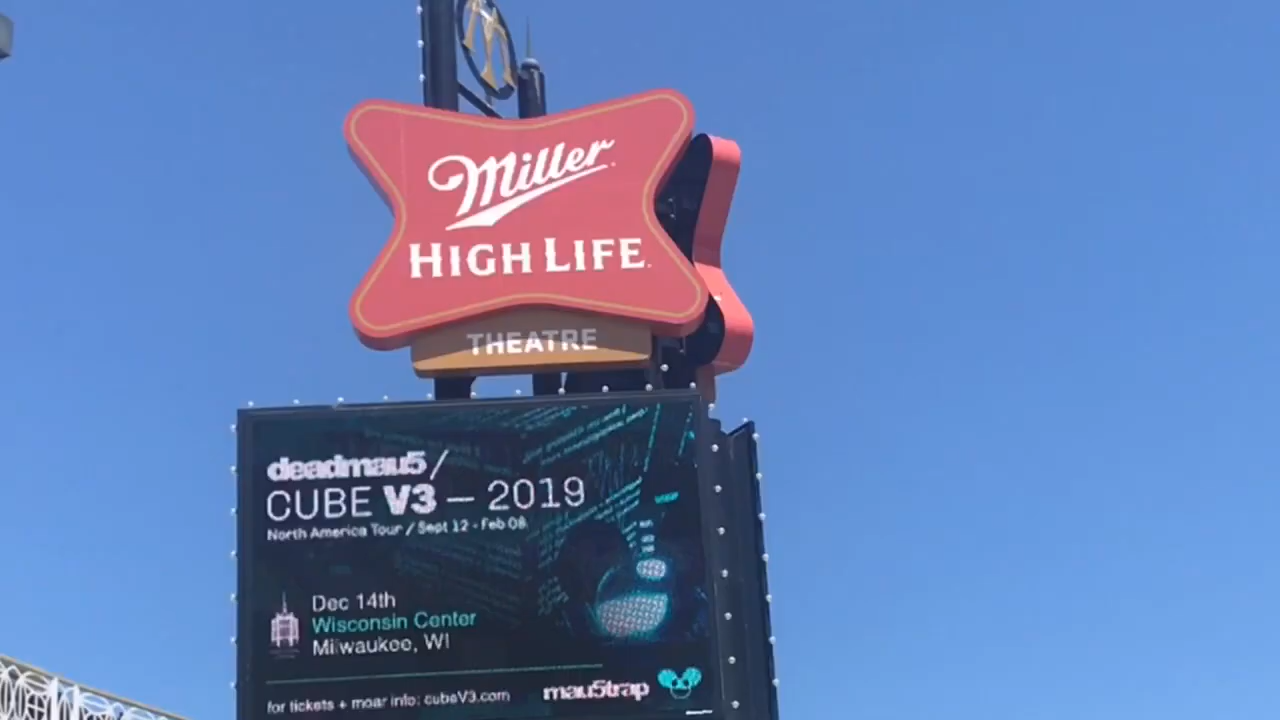 Miller
HIGH LIFE
THEATRE
deadmau5/
CUBE V3 – 2019
North America Tour / Sept 12 - Feb 08
Dec 14th
Wisconsin Center
Milwaukee, WI
for tickets + moar info: cubeV3.com
mau5trap